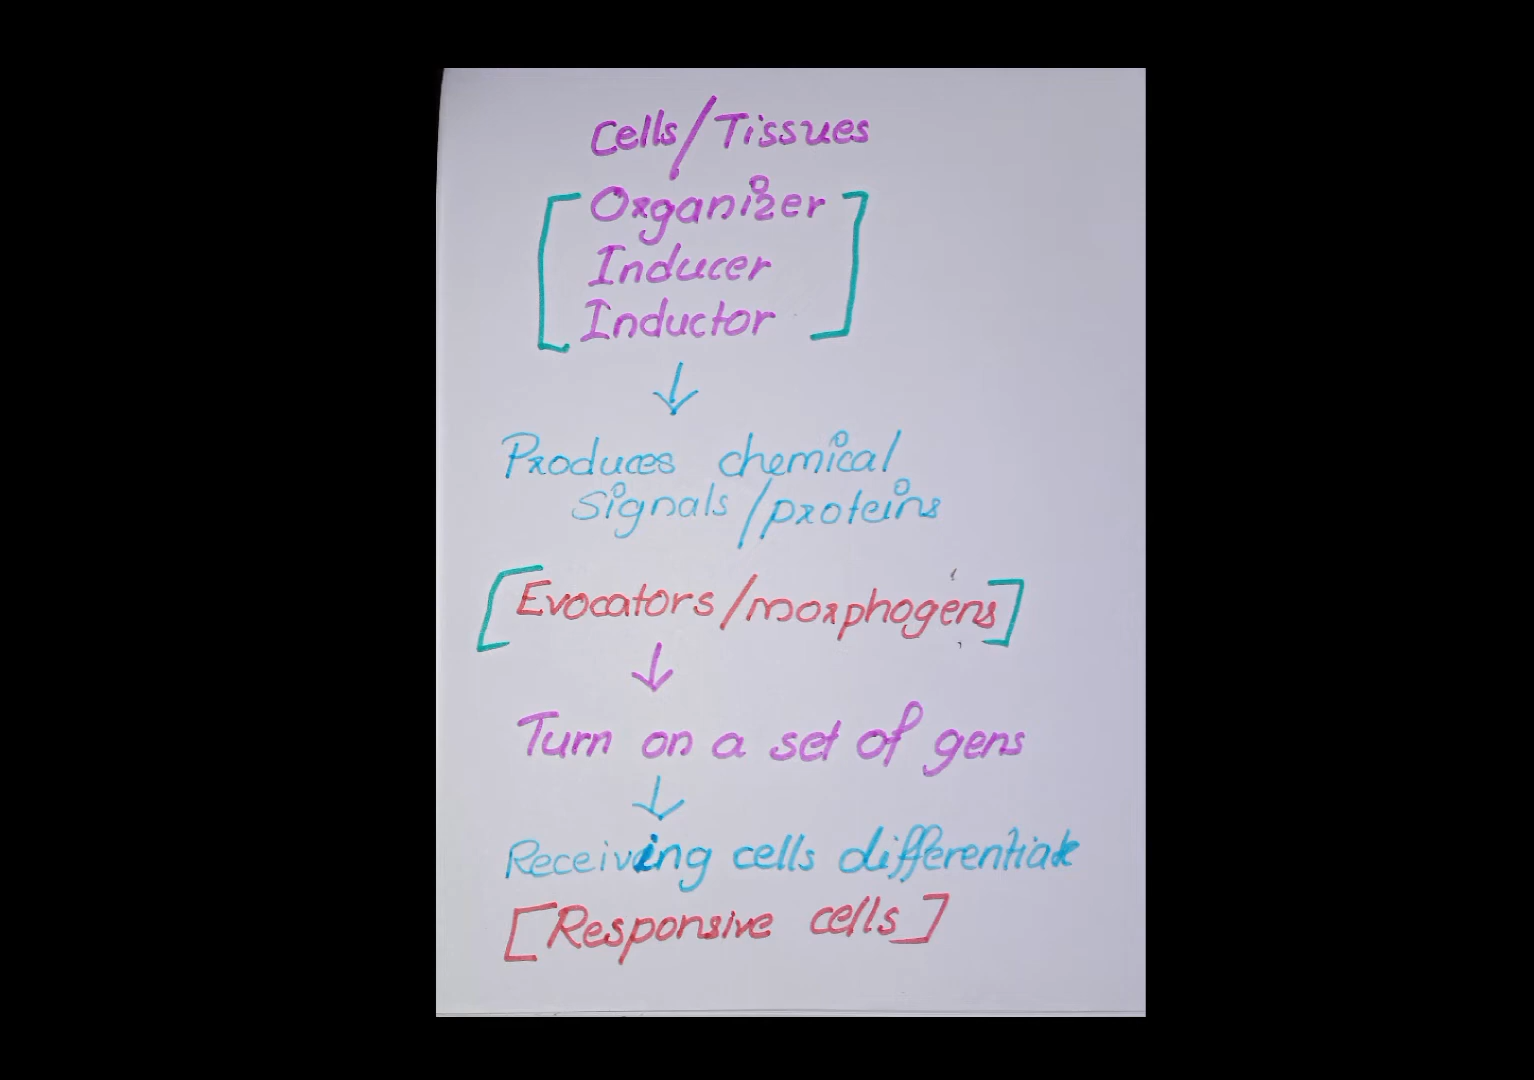 Cells/Tissues
[Organizer
Inducer
Inductor]
↓
Produces chemical
signals/proteins
[Evocators/morphogens]
↓
Turn on a set of gens
↓
Receiving cells differentiate
[Responsive cells]